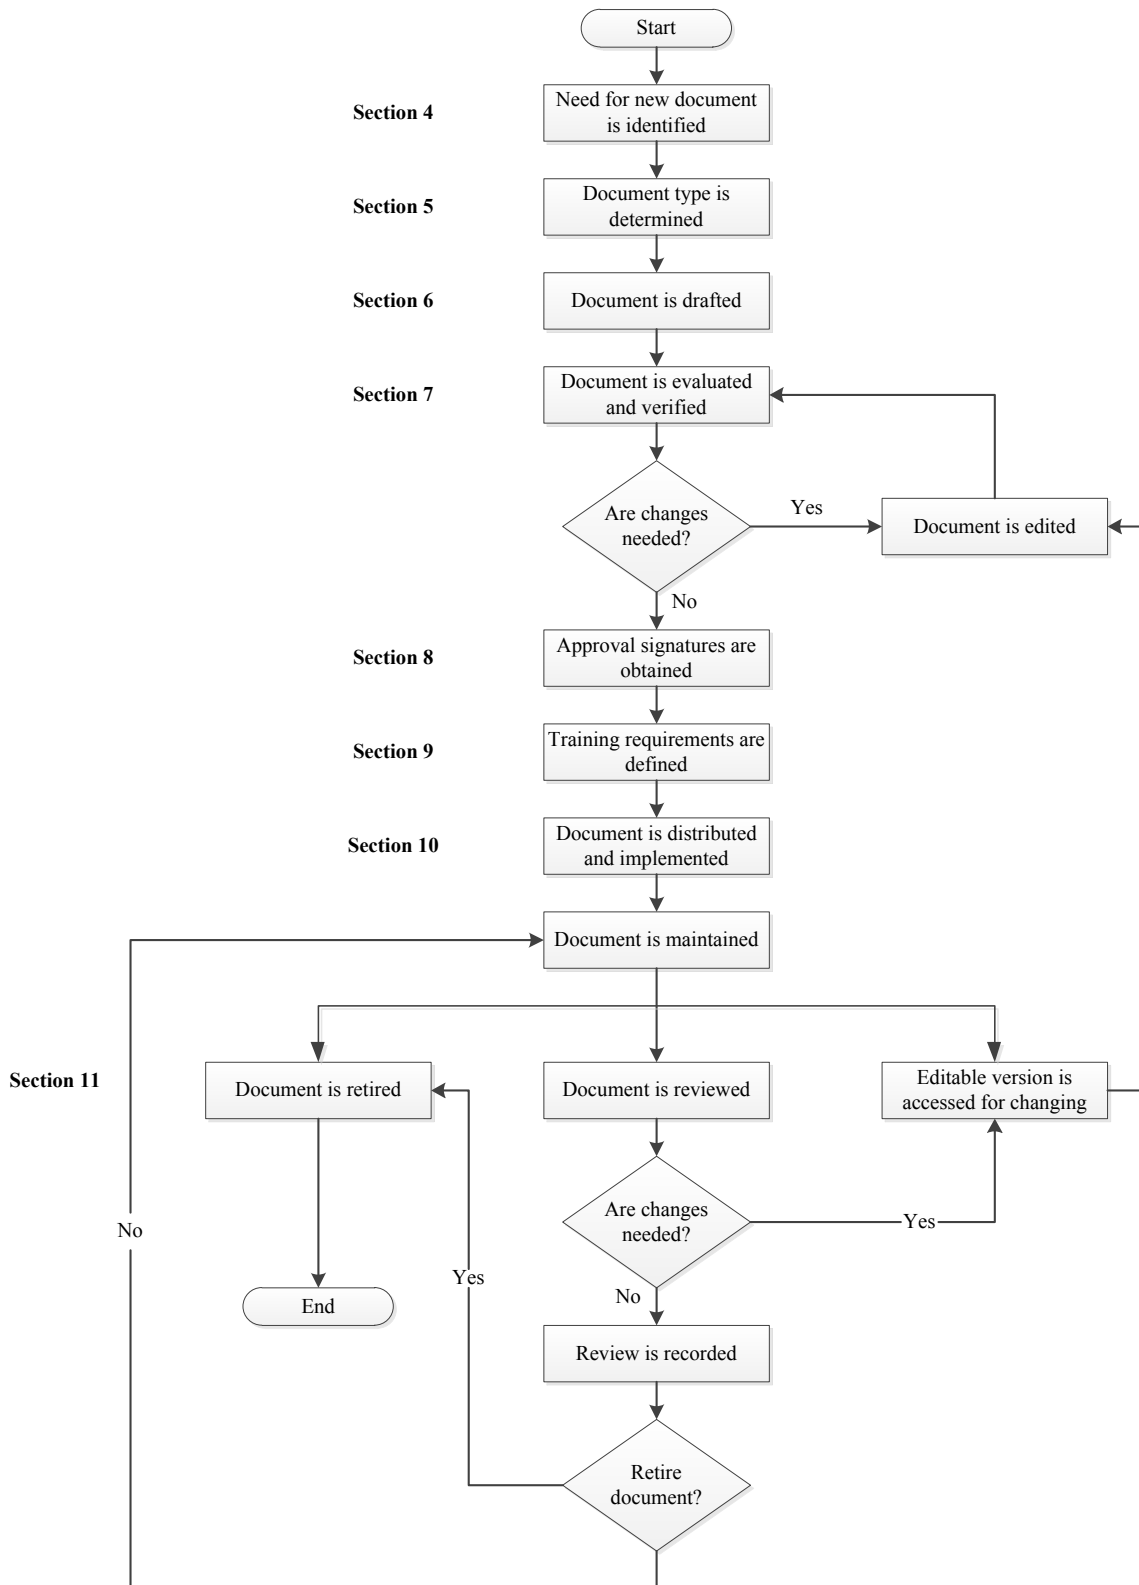 Start
Section 4
Need for new document
is identified
Section 5
Document type is
determined
Section 6
Document is drafted
Section 7
Document is evaluated
and verified
Are changes
needed?
Yes
Document is edited
No
Section 8
Approval signatures are
obtained
Section 9
Training requirements are
defined
Section 10
Document is distributed
and implemented
Document is maintained
Section 11
Document is retired
Document is reviewed
Editable version is
accessed for changing
Are changes
needed?
Yes
No
Yes
End
No
Review is recorded
Retire
document?